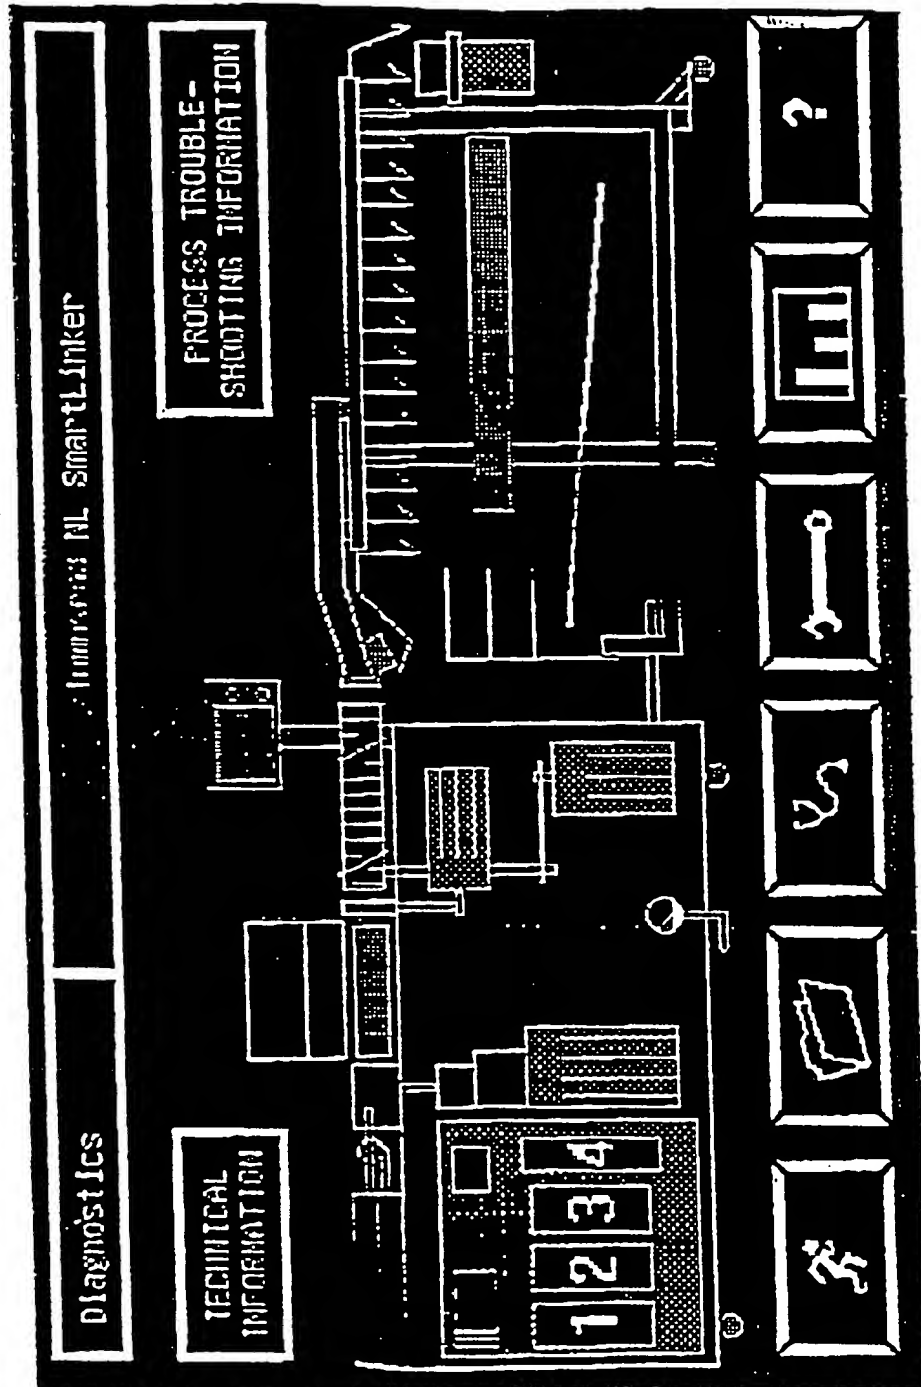 Diagnostics
NL SmartLinker
TECHNICAL
INFORMATION
PROCESS TROUBLE-
SHOOTING INFORMATION
1 2 3 4
?